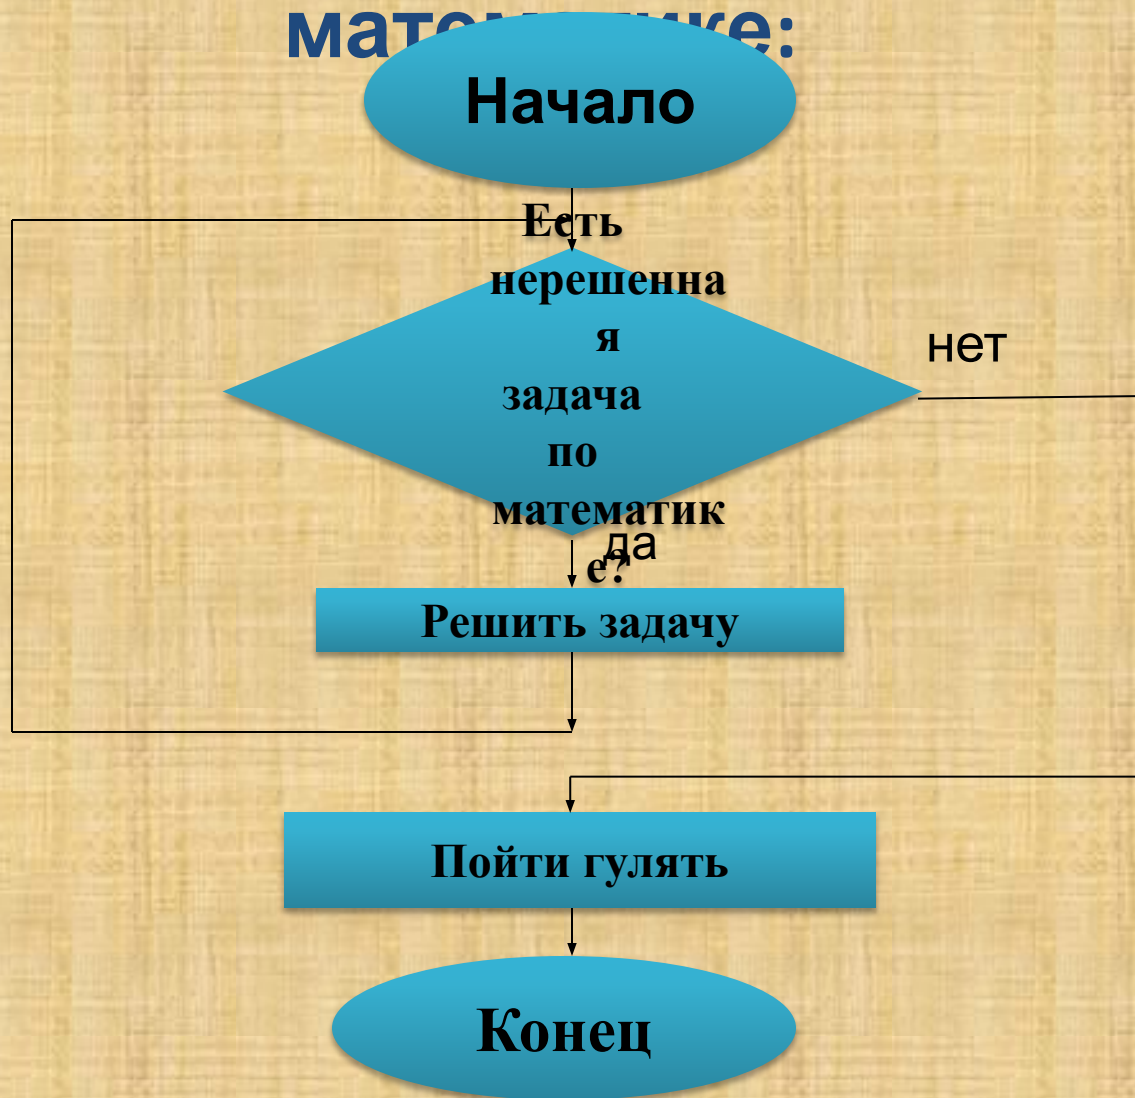 Начало
Есть
нерешенна
я
задача
по
математик
е?
нет
да
Решить задачу
Пойти гулять
Конец